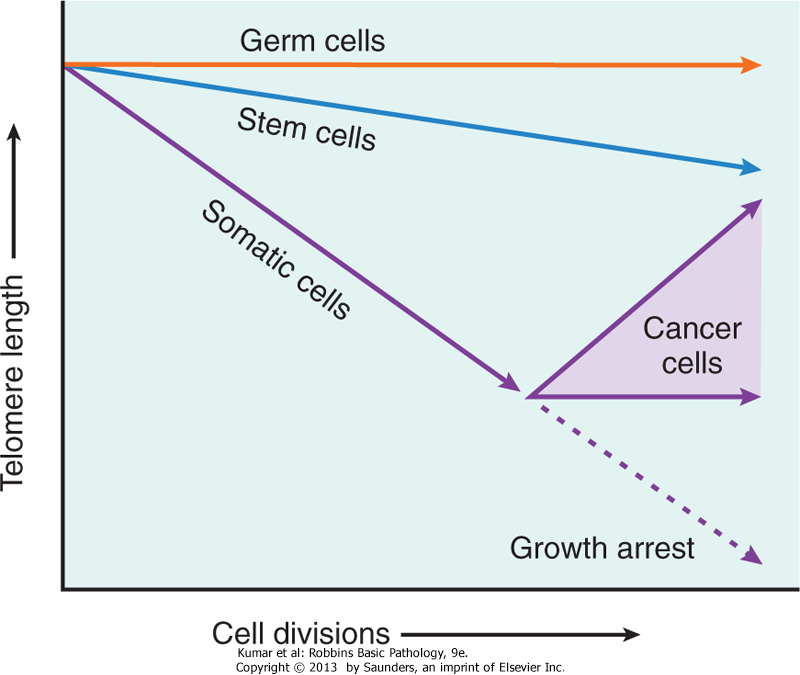 Germ cells
Stem cells
Somatic cells
Cancer
cells
Growth arrest
Telomere length
Cell divisions
Kumar et al: Robbins Basic Pathology, 9e.
Copyright © 2013 by Saunders, an imprint of Elsevier Inc.